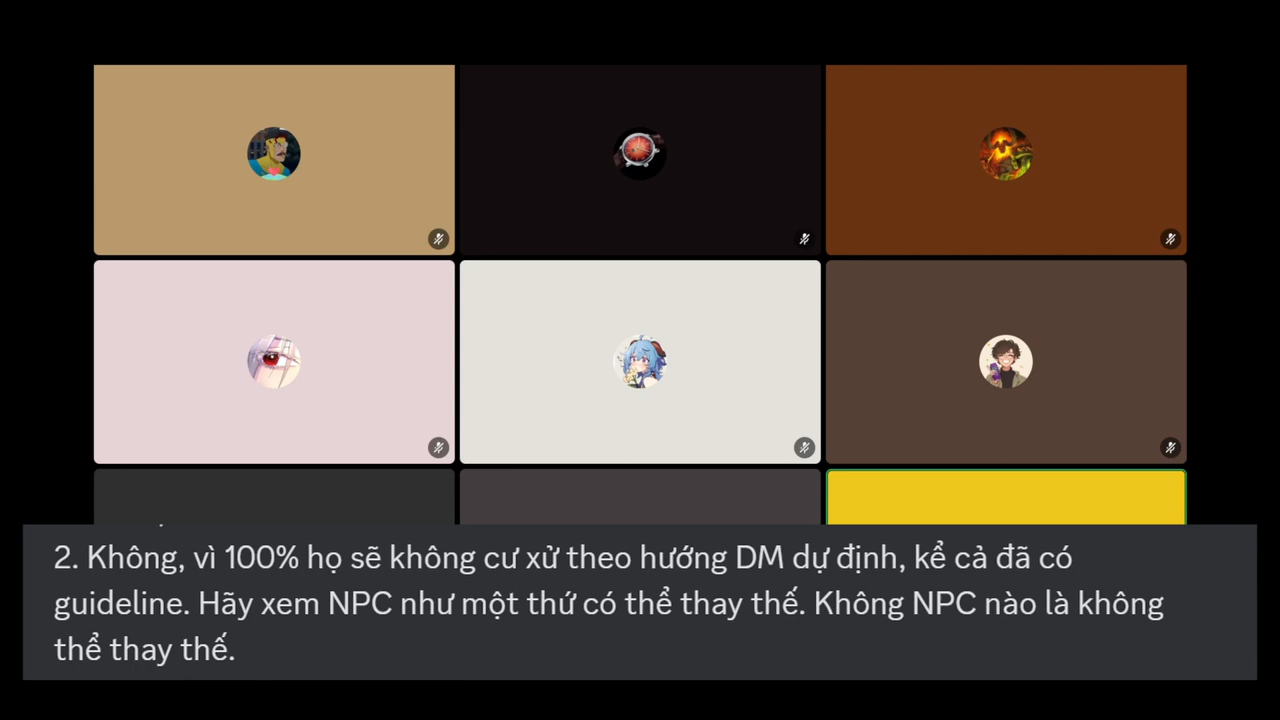 2. Không, vì 100% họ sẽ không cư xử theo hướng DM dự định, kể cả đã có
guideline. Hãy xem NPC như một thứ có thể thay thế. Không NPC nào là không
thể thay thế.